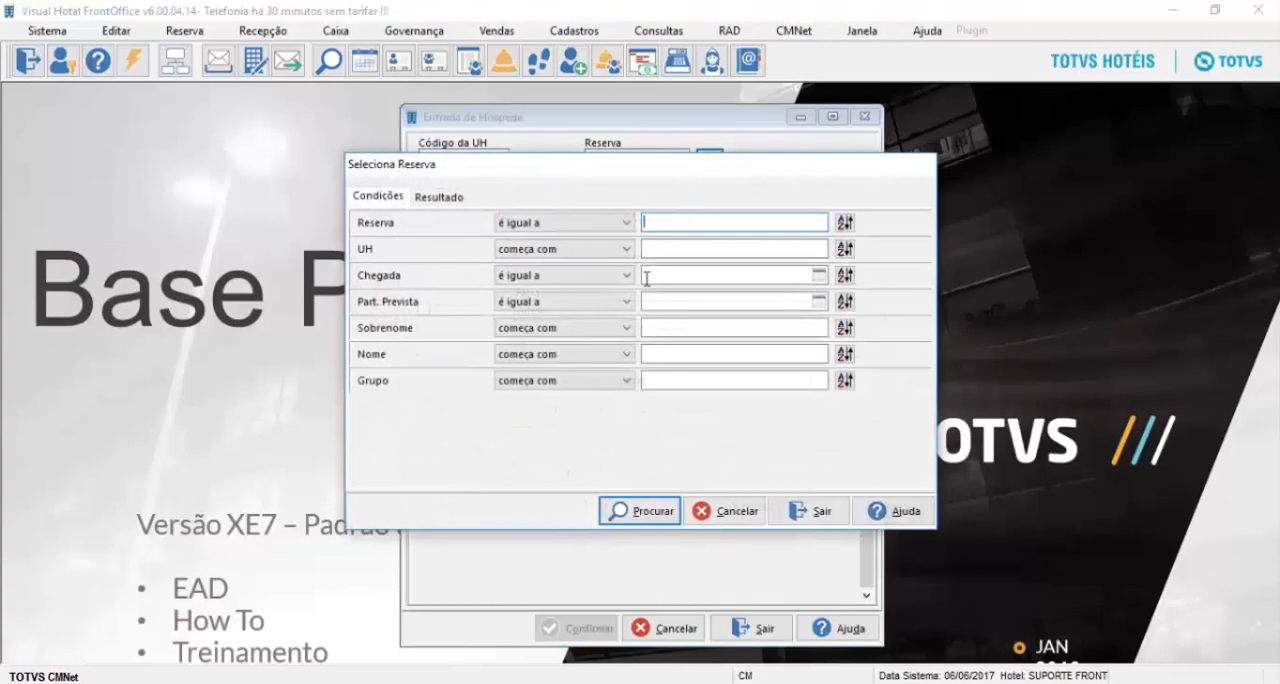 Visual Hotal FrontOffice v6.00.04.14- Telefonia ha 30 minutos sem tarifar !!!
Sistema Editar Reserva Recepção Caixa Governança Vendas Cadastros Consultas RAD CMNet Janela Ajuda Plugin
TOTVS HOTÉIS TOTVS
Entrada de Hóspede
Código da UH Reserva
Seleciona Reserva
Condições Resultado
Reserva é igual a
UH começa com
Chegada é igual a
Part. Prevista é igual a
Sobrenome começa com
Nome começa com
Grupo começa com
Procurar Cancelar Sair Ajuda
Base P
OTVS
Versão XE7 – Padrão
• EAD
• How To
• Treinamento
Confirmar Cancelar Sair Ajuda
JAN
TOTVS CMNet CM Data Sistema: 06/06/2017 Hotel: SUPORTE FRONT